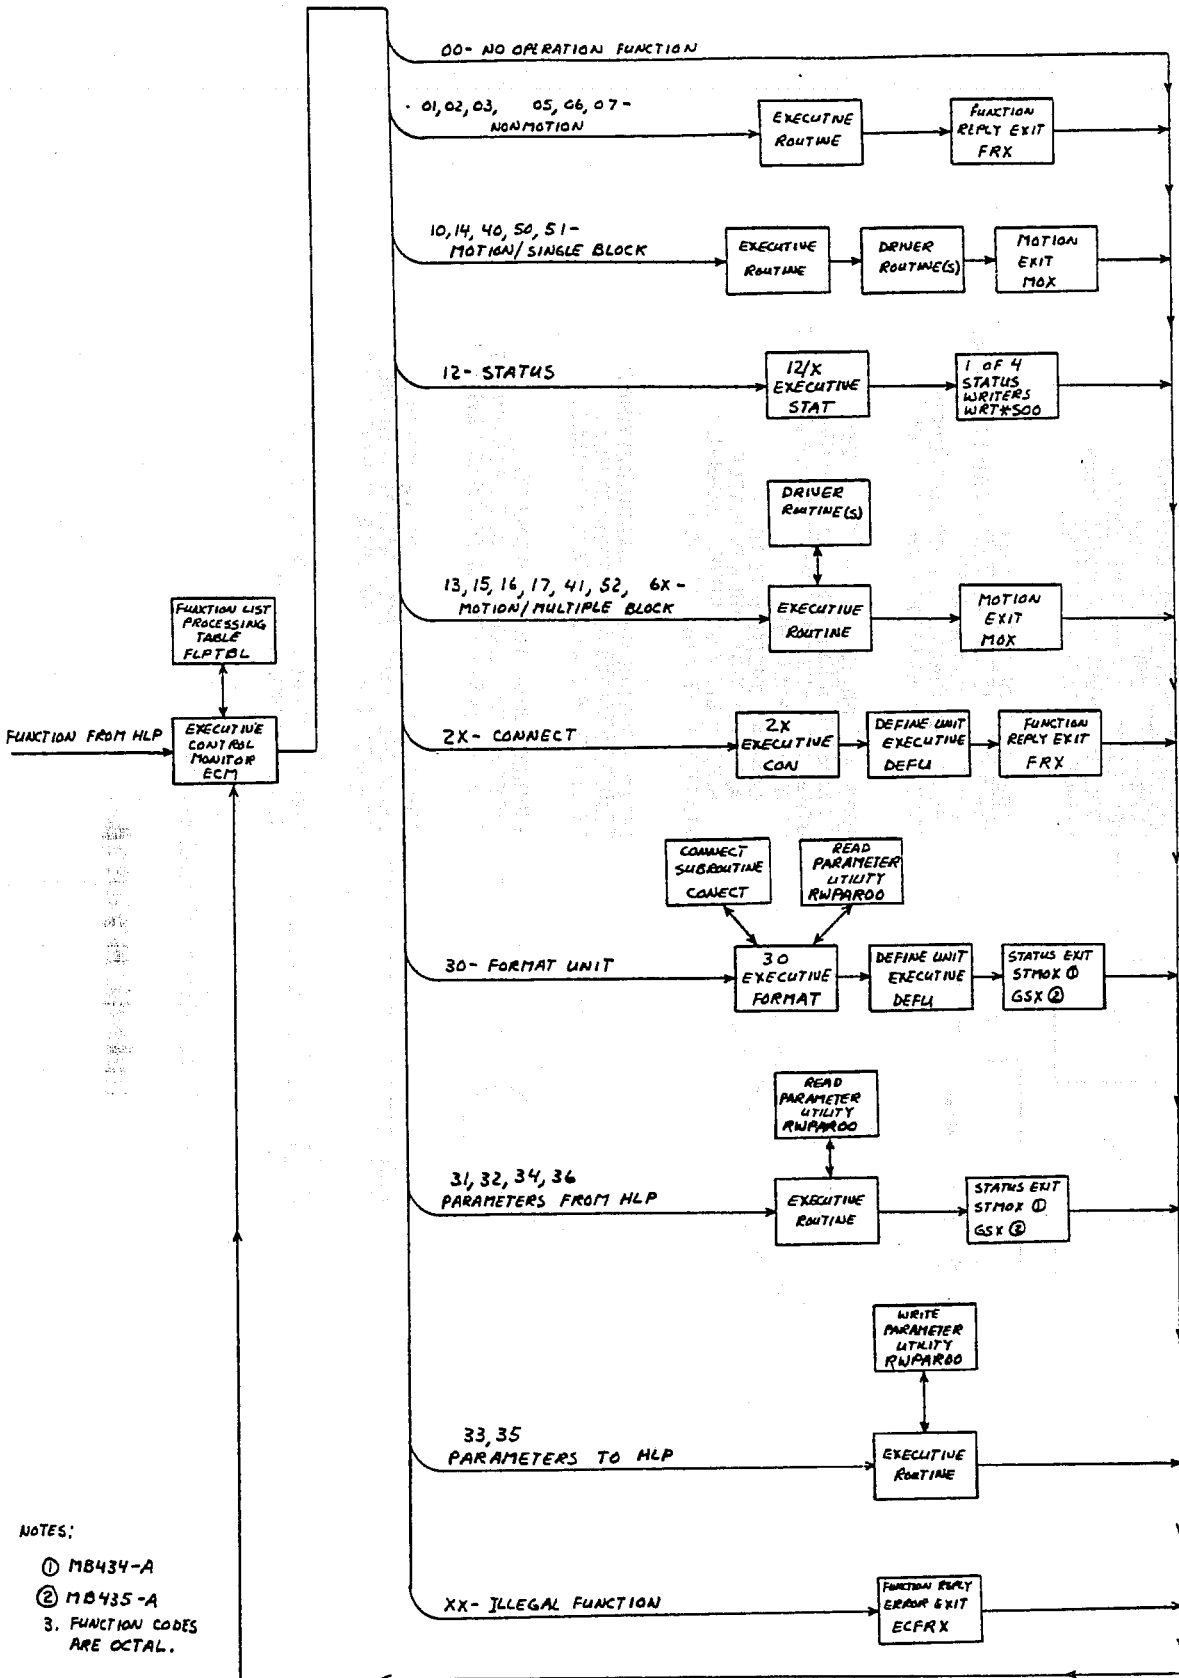 00- NO OPERATION FUNCTION
01,02,03, 05,06,07-
NONMOTION
EXECUTIVE
ROUTINE
FUNCTION
REPLY EXIT
FRX
10,14,40,50,51-
MOTION/SINGLE BLOCK
EXECUTIVE
ROUTINE
DRIVER
ROUTINE(S)
MOTION
EXIT
MOX
12- STATUS
12/X
EXECUTIVE
STAT
1 OF 4
STATUS
WRITERS
WRT*500
DRIVER
ROUTINE(S)
13,15,16,17,41,52, 6X-
MOTION/MULTIPLE BLOCK
EXECUTIVE
ROUTINE
MOTION
EXIT
MOX
FUNCTION LIST
PROCESSING
TABLE
FLPTBL
FUNCTION FROM HLP
EXECUTIVE
CONTROL
MONITOR
ECM
2X- CONNECT
2X
EXECUTIVE
CON
DEFINE UNIT
EXECUTIVE
DEFU
FUNCTION
REPLY EXIT
FRX
CONNECT
SUBROUTINE
CONECT
READ
PARAMETER
UTILITY
RWPAR00
30- FORMAT UNIT
30
EXECUTIVE
FORMAT
DEFINE UNIT
EXECUTIVE
DEFU
STATUS EXIT
STMOX ①
GSX ②
READ
PARAMETER
UTILITY
RWPAR00
31,32,34,36
PARAMETERS FROM HLP
EXECUTIVE
ROUTINE
STATUS EXIT
STMOX ①
GSX ②
WRITE
PARAMETER
UTILITY
RWPAR00
33,35
PARAMETERS TO HLP
EXECUTIVE
ROUTINE
NOTES:
① MB434-A
② MB435-A
3. FUNCTION CODES
ARE OCTAL.
XX- ILLEGAL FUNCTION
FUNCTION REPLY
ERROR EXIT
ECFRX